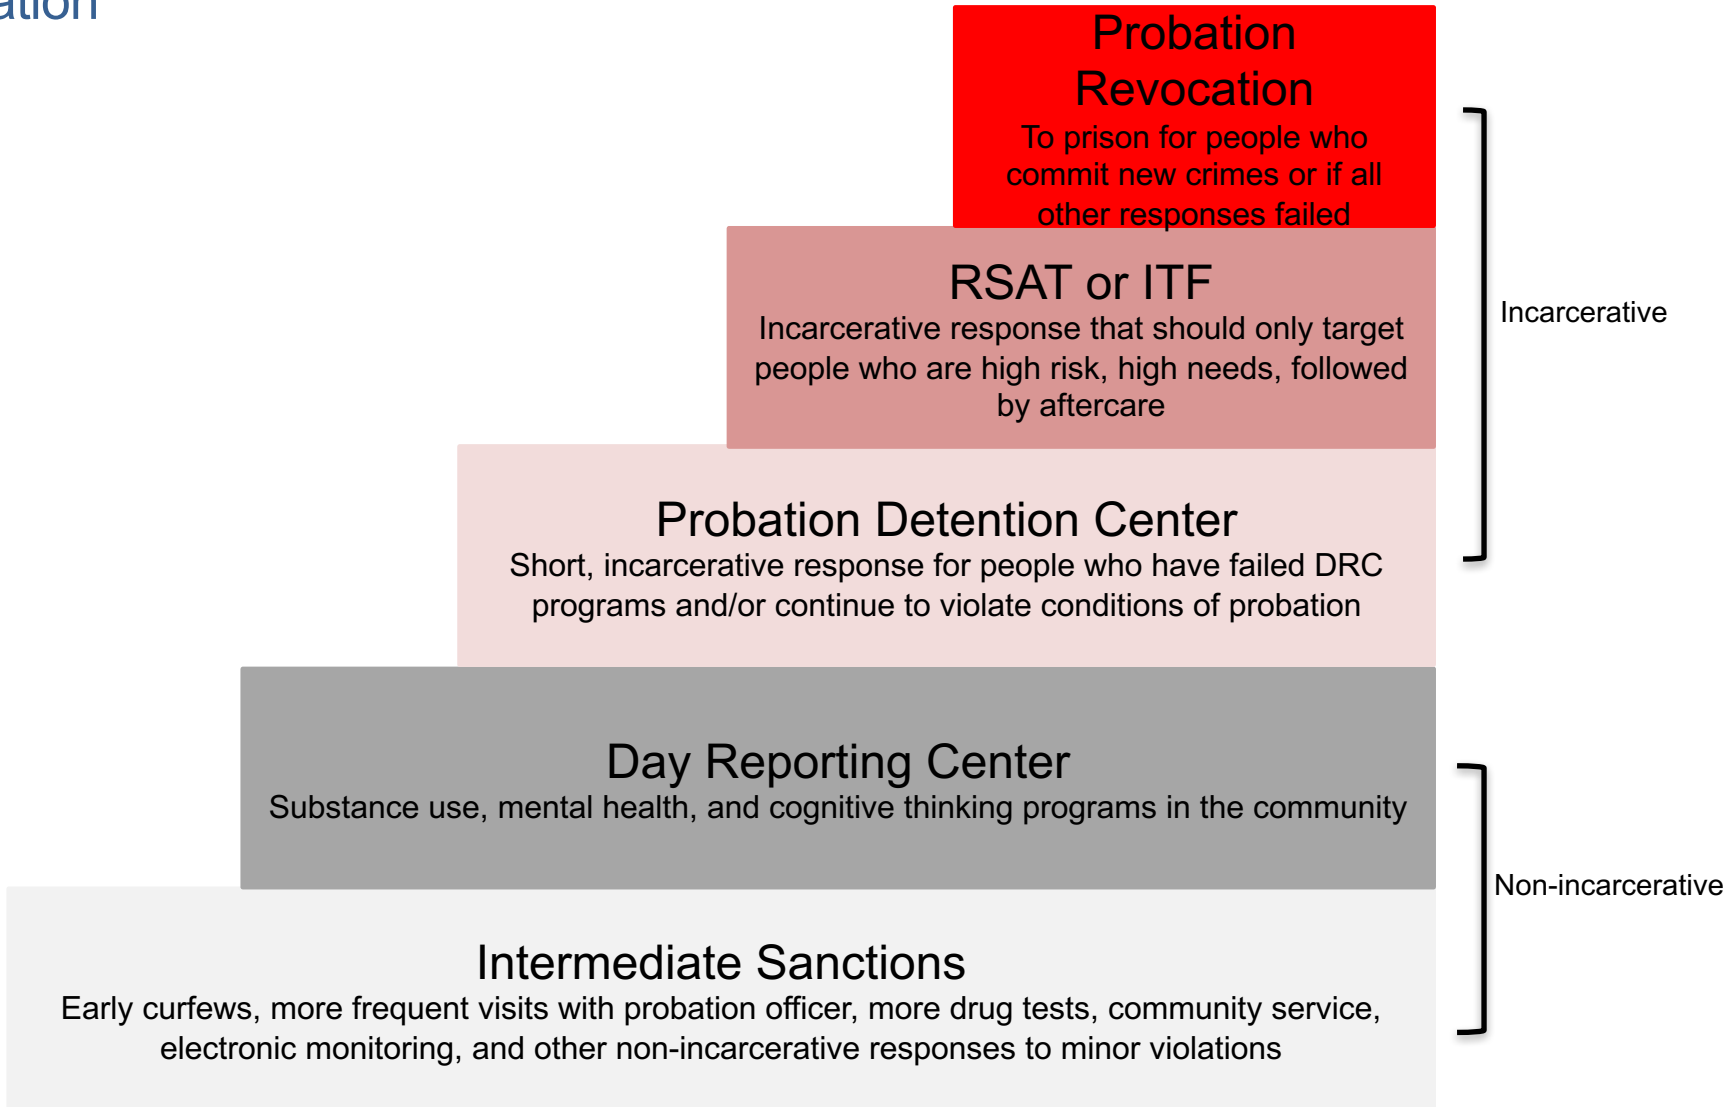 Probation
Revocation
To prison for people who
commit new crimes or if all
other responses failed
RSAT or ITF
Incarcerative response that should only target
people who are high risk, high needs, followed
by aftercare
Incarcerative
Probation Detention Center
Short, incarcerative response for people who have failed DRC
programs and/or continue to violate conditions of probation
Day Reporting Center
Substance use, mental health, and cognitive thinking programs in the community
Non-incarcerative
Intermediate Sanctions
Early curfews, more frequent visits with probation officer, more drug tests, community service,
electronic monitoring, and other non-incarcerative responses to minor violations